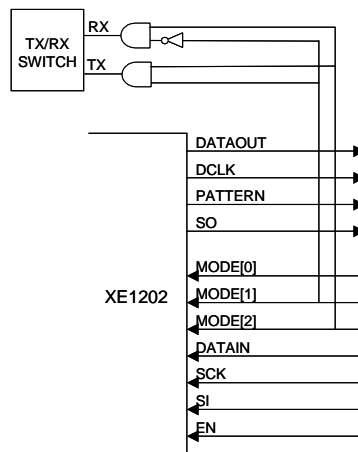 RX
TX/RX
SWITCH
TX
DATAOUT
DCLK
PATTERN
SO
MODE[0]
XE1202
MODE[1]
MODE[2]
DATAIN
SCK
SI
EN